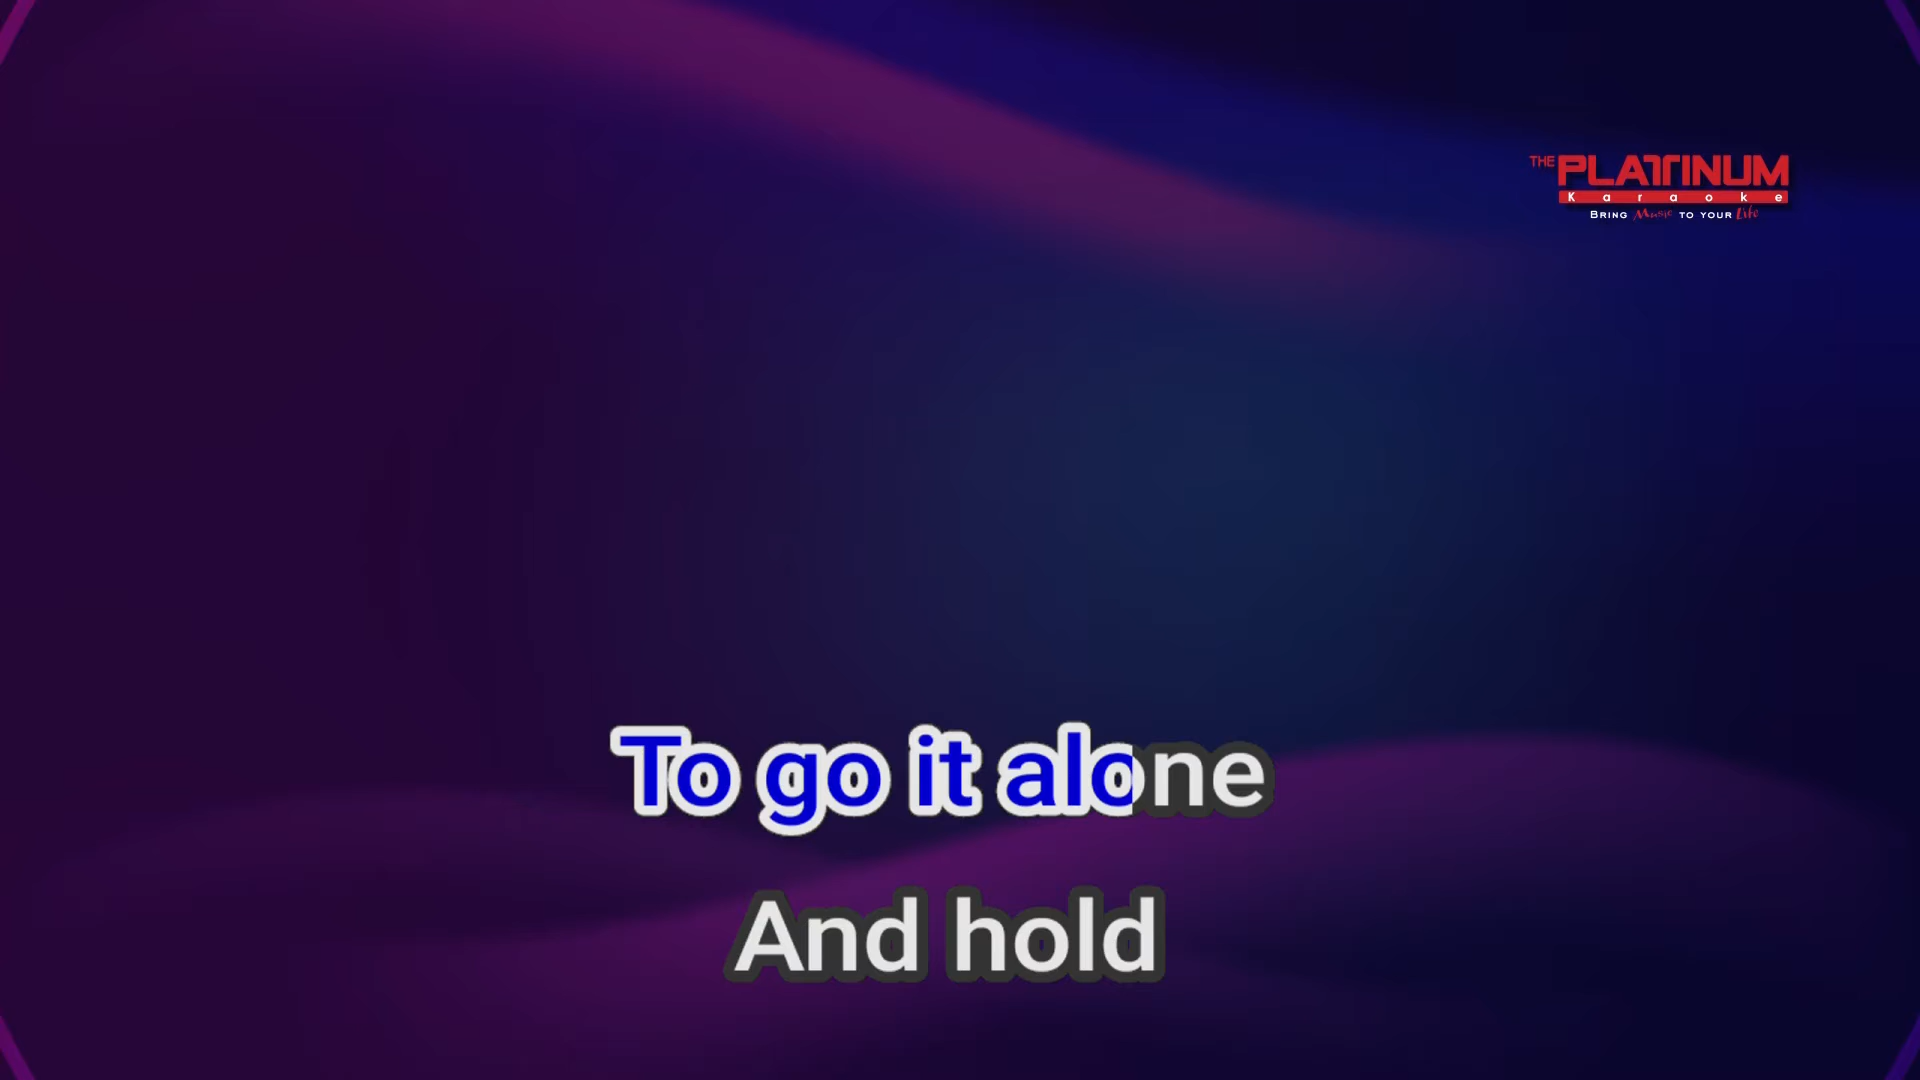 THE PLATINUM
Karaoke
BRING Music TO YOUR Life
To go it alone
And hold